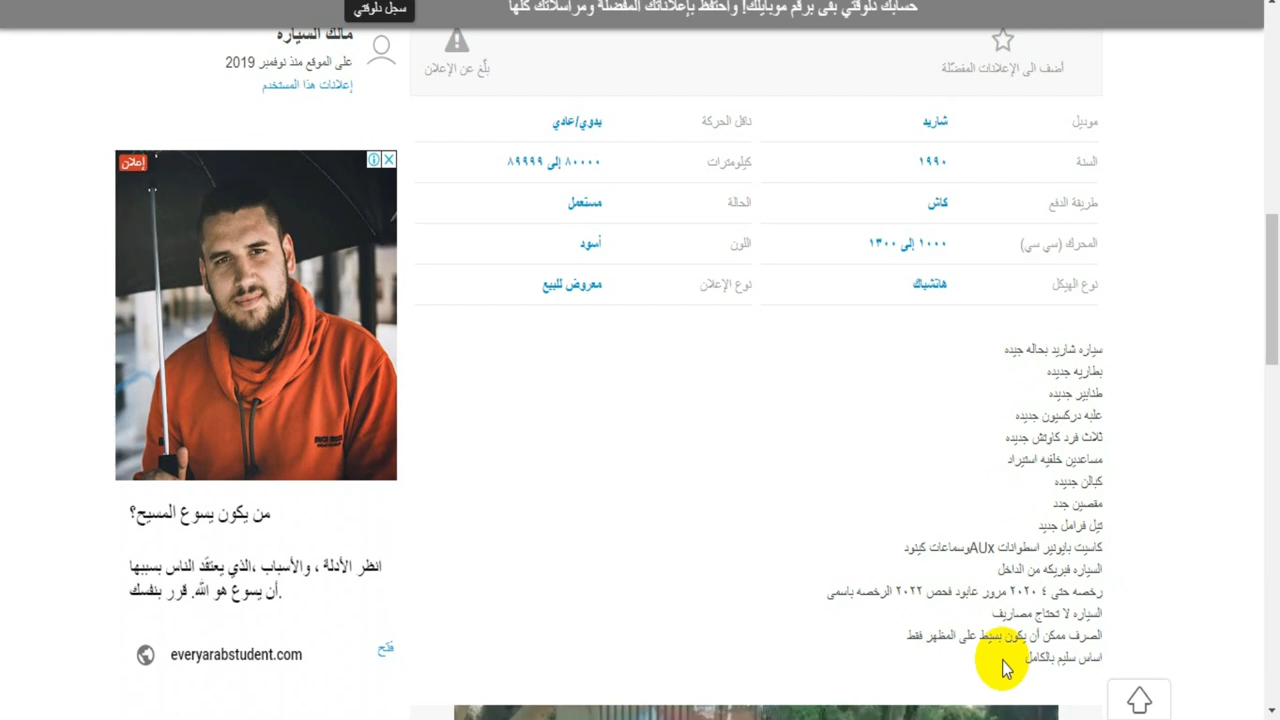 حسابك دلوقتي بقى برقم موبايلك! واحتفظ بإعلاناتك المفضلة ومراسلاتك كلها
سجل دلوقتي
أضف الى الإعلانات المفضّلة
بلّغ عن الإعلان
مالك السياره
على الموقع منذ نوفمبر 2019
إعلانات هذا المستخدم
موديل شاريد ناقل الحركة يدوي/عادي
السنة ١٩٩٠ كيلومترات ٨٠٠٠٠ إلى ٨٩٩٩٩
طريقة الدفع كاش الحالة مستعمل
المحرك (سي سي) ١٠٠٠ إلى ١٣٠٠ اللون أسود
نوع الهيكل هاتشباك نوع الإعلان معروض للبيع
سياره شاريد بحاله جيده
بطاريه جديده
طنابير جديده
علبه دركسيون جديده
ثلاث فرد كاوتش جديده
مساعدين خلفيه استيراد
كبالن جديده
مقصين جدد
تيل فرامل جديد
كاسيت بايونير اسطوانات AUxوسماعات كينود
السياره فبريكه من الداخل
رخصه حتى ٤ ٢٠٢٠ مرور عابود فحص ٢٠٢٢ الرخصه باسمى
السياره لا تحتاج مصاريف
الصرف ممكن أن يكون بسيط على المظهر فقط
اساس سليم بالكامل
إعلان
من يكون يسوع المسيح؟
انظر الأدلة ، والأسباب ،الذي يعتقد الناس بسببها
أن يسوع هو الله. قرر بنفسك.
everyarabstudent.com
فَتْح